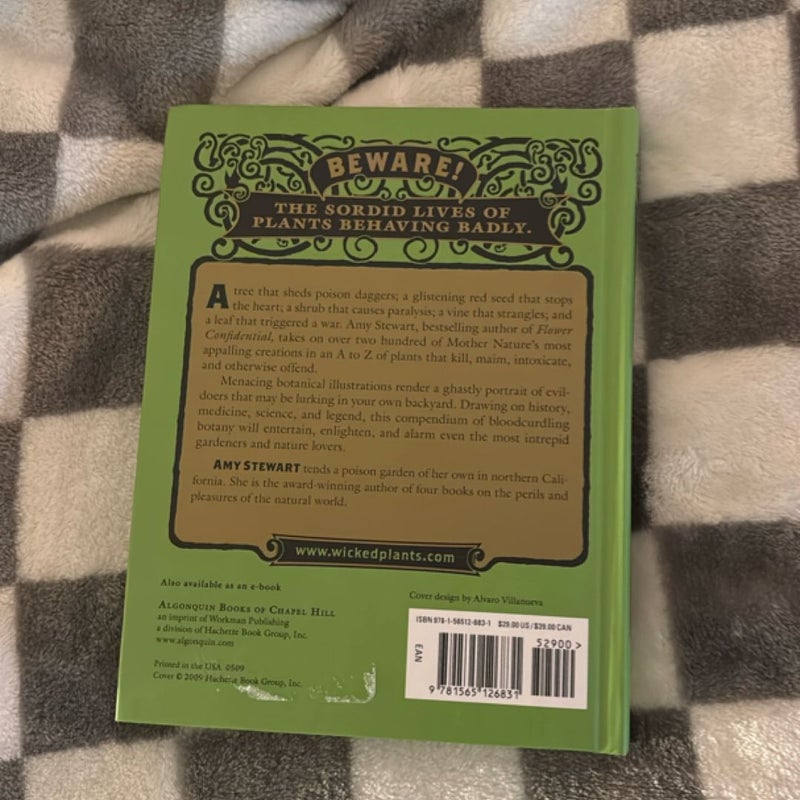 BEWARE!
THE SORDID LIVES OF
PLANTS BEHAVING BADLY.
A tree that sheds poison daggers; a glistening red seed that stops
the heart; a shrub that causes paralysis; a vine that strangles; and
a leaf that triggered a war. Amy Stewart, bestselling author of Flower
Confidential, takes on over two hundred of Mother Nature's most
appalling creations in an A to Z of plants that kill, maim, intoxicate,
and otherwise offend.
Menacing botanical illustrations render a ghastly portrait of evil-
doers that may be lurking in your own backyard. Drawing on history,
medicine, science, and legend, this compendium of bloodcurdling
botany will entertain, enlighten, and alarm even the most intrepid
gardeners and nature lovers.
AMY STEWART tends a poison garden of her own in northern Cali-
fornia. She is the award-winning author of four books on the perils and
pleasures of the natural world.
www.wickedplants.com
Also available as an e-book
Cover design by Alvaro Villanueva
ALGONQUIN BOOKS OF CHAPEL HILL
an imprint of Workman Publishing
a division of Hachette Book Group, Inc.
www.algonquin.com
Printed in the USA 0509
Cover © 2009 Hachette Book Group, Inc.
ISBN 978-1-56512-683-1 $29.00 US/$39.00 CAN
52900>
EAN
9 781565 126831